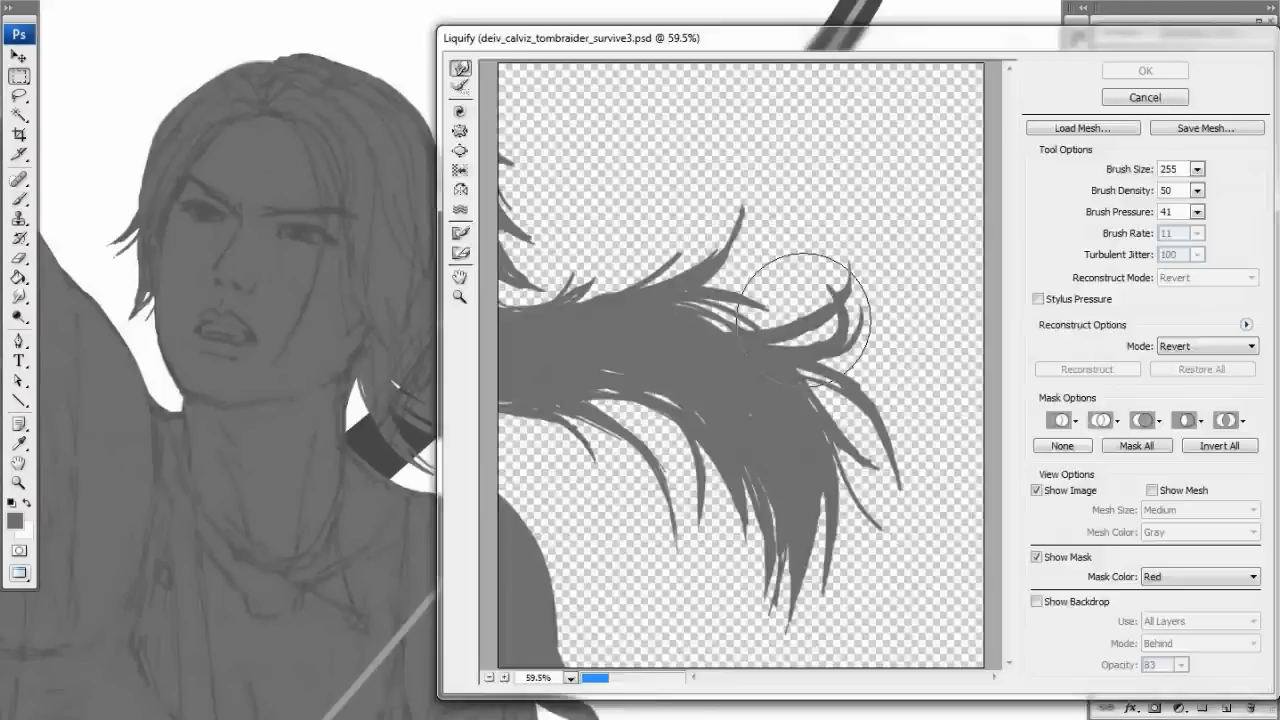 Ps
Liquify (deiv_calviz_tombraider_survive3.psd @ 59.5%)
OK
Cancel
Load Mesh... Save Mesh...
Tool Options
Brush Size: 255
Brush Density: 50
Brush Pressure: 41
Brush Rate: 11
Turbulent Jitter: 100
Reconstruct Mode: Revert
Stylus Pressure
Reconstruct Options
Mode: Revert
Reconstruct Restore All
Mask Options
None Mask All Invert All
View Options
Show Image Show Mesh
Mesh Size: Medium
Mesh Color: Gray
Show Mask
Mask Color: Red
Show Backdrop
Use: All Layers
Mode: Behind
Opacity: 83
59.5%
T
fx